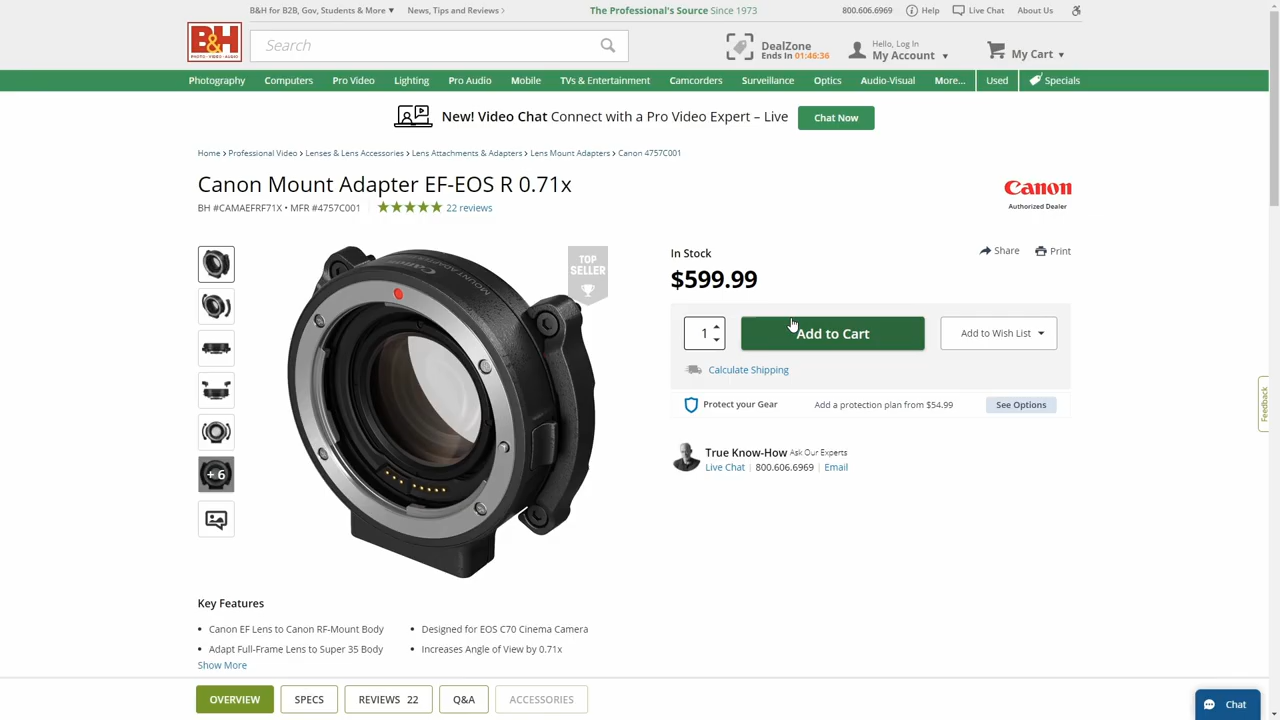 B&H for B2B, Gov, Students & More
News, Tips and Reviews
The Professional's Source Since 1973
800.606.6969
Help
Live Chat
About Us
B&H
PHOTO·VIDEO·AUDIO
Search
DealZone
Ends In 01:46:36
Hello, Log In
My Account
My Cart
Photography
Computers
Pro Video
Lighting
Pro Audio
Mobile
TVs & Entertainment
Camcorders
Surveillance
Optics
Audio-Visual
More...
Used
Specials
New! Video Chat Connect with a Pro Video Expert – Live
Chat Now
Home > Professional Video > Lenses & Lens Accessories > Lens Attachments & Adapters > Lens Mount Adapters > Canon 4757C001
Canon Mount Adapter EF-EOS R 0.71x
BH #CAMAEFRF71X • MFR #4757C001
22 reviews
Canon
Authorized Dealer
TOP
SELLER
Canon
MOUNT ADAPTER
+ 6
In Stock
Share
Print
$599.99
1
Add to Cart
Add to Wish List
Calculate Shipping
Protect your Gear
Add a protection plan from $54.99
See Options
True Know-How Ask Our Experts
Live Chat | 800.606.6969 | Email
Feedback
Key Features
• Canon EF Lens to Canon RF-Mount Body
• Designed for EOS C70 Cinema Camera
• Adapt Full-Frame Lens to Super 35 Body
• Increases Angle of View by 0.71x
Show More
OVERVIEW
SPECS
REVIEWS 22
Q&A
ACCESSORIES
Chat